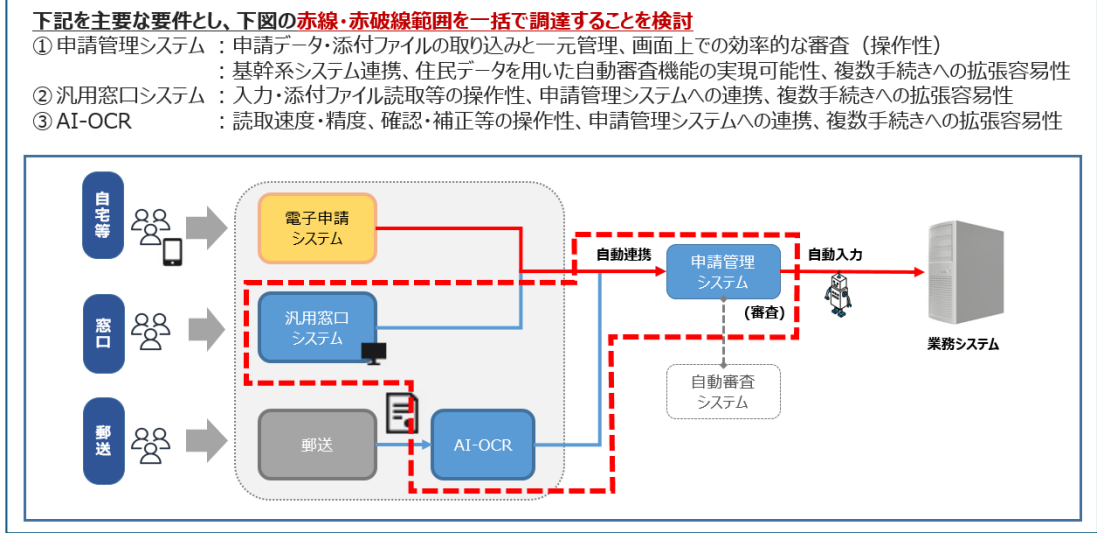 下記を主要な要件とし、下図の赤線・赤破線範囲を一括で調達することを検討
①申請管理システム：申請データ・添付ファイルの取り込みと一元管理、画面上での効率的な審査（操作性）
：基幹系システム連携、住民データを用いた自動審査機能の実現可能性、複数手続きへの拡張容易性
②汎用窓口システム：入力・添付ファイル読取等の操作性、申請管理システムへの連携、複数手続きへの拡張容易性
③AI-OCR：読取速度・精度、確認・補正等の操作性、申請管理システムへの連携、複数手続きへの拡張容易性
自宅等
電子申請
システム
自動連携
申請管理
システム
(審査)
自動入力
業務システム
窓口
汎用窓口
システム
自動審査
システム
郵送
郵送
AI-OCR